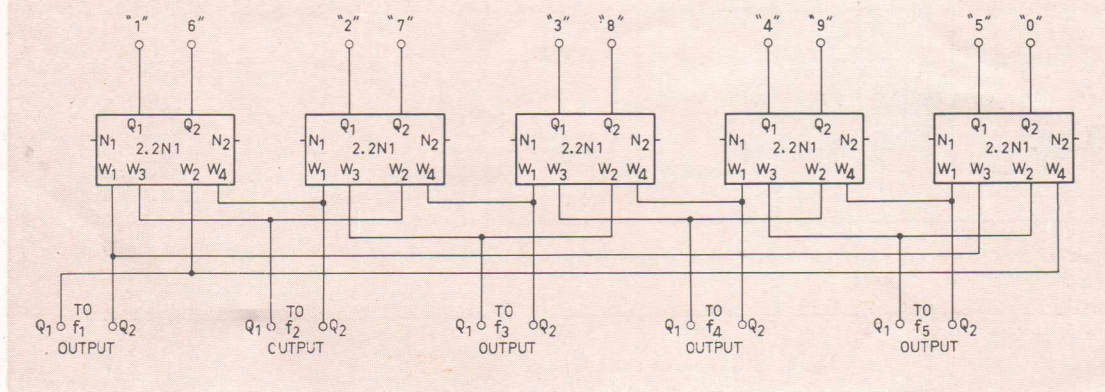 "1" 6" "2" "7" "3" "8" "4" "9" "5" "0"
Q1 Q2 Q1 Q2 Q1 Q2 Q1 Q2 Q1 Q2
N1 2.2N1 N2 N1 2.2N1 N2 N1 2.2N1 N2 N1 2.2N1 N2 N1 2.2N1 N2
W1 W3 W2 W4 W1 W3 W2 W4 W1 W3 W2 W4 W1 W3 W2 W4 W1 W3 W2 W4
TO TO TO TO TO
Q1 f1 Q2 Q1 f2 Q2 Q1 f3 Q2 Q1 f4 Q2 Q1 f5 Q2
OUTPUT CUTPUT OUTPUT OUTPUT OUTPUT